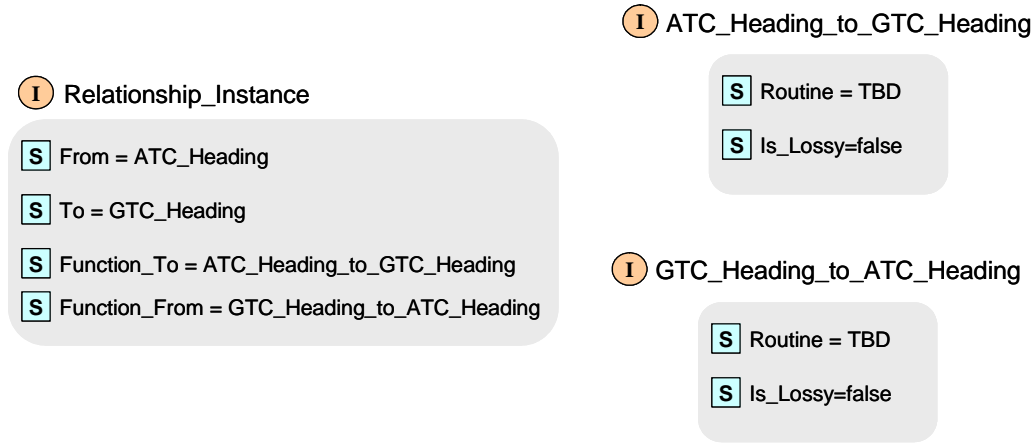 I Relationship_Instance
S From = ATC_Heading
S To = GTC_Heading
S Function_To = ATC_Heading_to_GTC_Heading
S Function_From = GTC_Heading_to_ATC_Heading
I ATC_Heading_to_GTC_Heading
S Routine = TBD
S Is_Lossy=false
I GTC_Heading_to_ATC_Heading
S Routine = TBD
S Is_Lossy=false